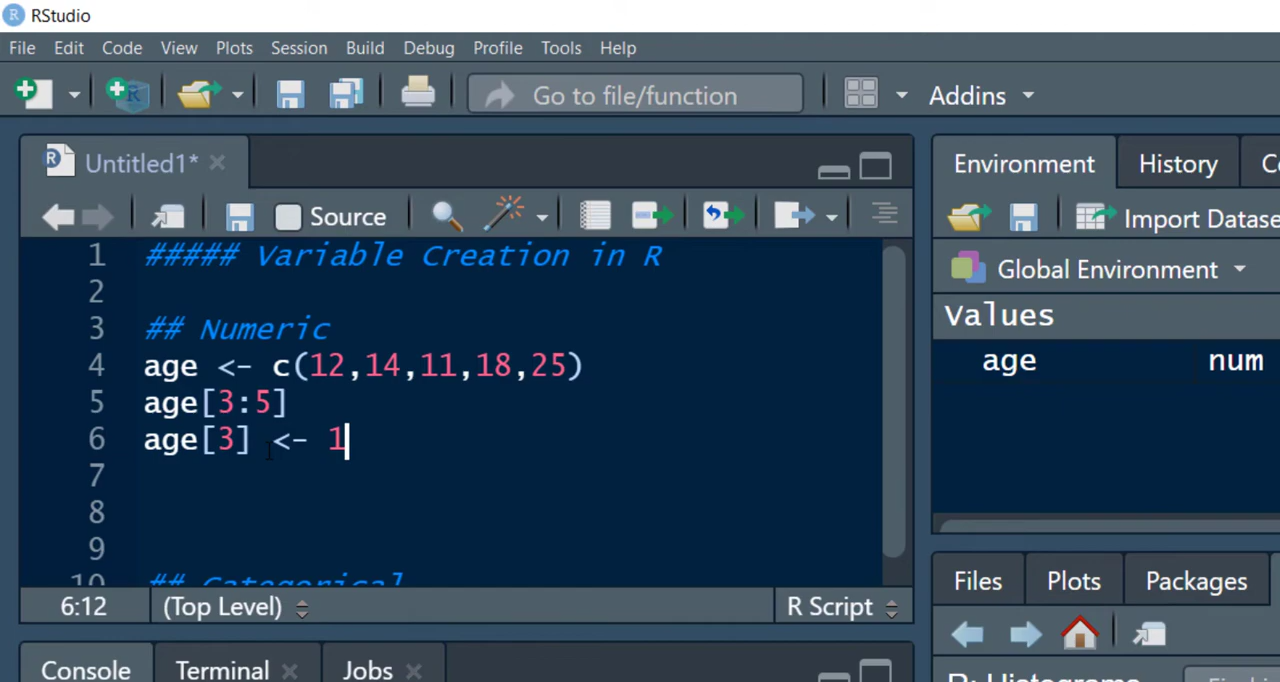 RStudio
File Edit Code View Plots Session Build Debug Profile Tools Help
Go to file/function Addins
Untitled1*
Source
1 ##### Variable Creation in R
2
3 ## Numeric
4 age <- c(12,14,11,18,25)
5 age[3:5]
6 age[3] <- 1
7
8
9
10 ## Categorical
6:12 (Top Level) R Script
Console Terminal Jobs
Environment History
Import Datase
Global Environment
Values
age num
Files Plots Packages
R: Histograms